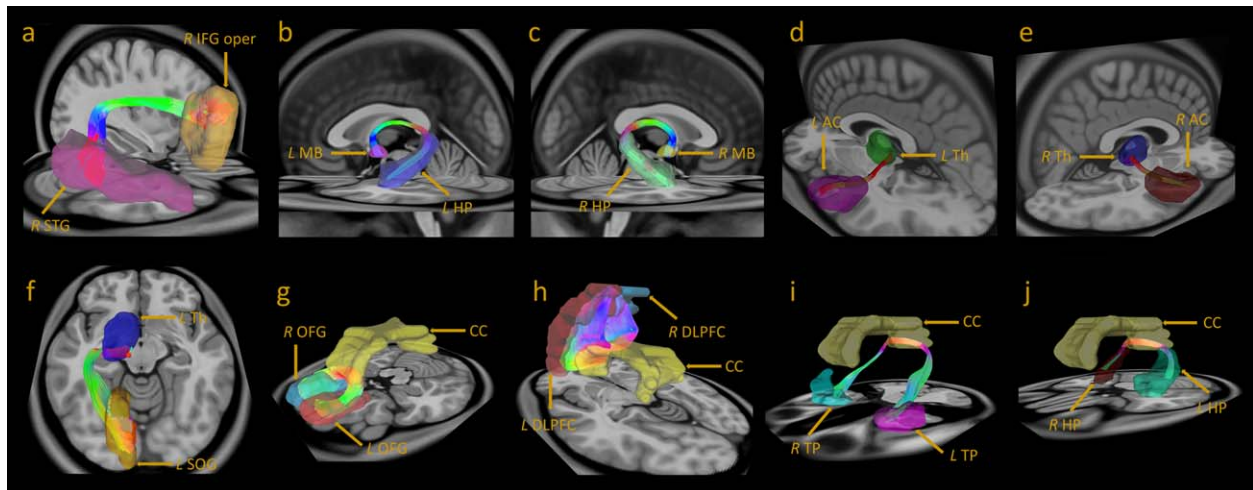 a
R IFG oper
R STG
b
L MB
L HP
c
R MB
R HP
d
L AC
L Th
e
R AC
R Th
f
L Th
L SOG
g
R OFG
CC
L OFG
h
R DLPFC
CC
L DLPFC
i
CC
R TP
L TP
j
CC
R HP
L HP